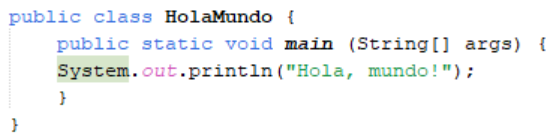 public class HolaMundo {
public static void main (String[] args) {
System.out.println("Hola, mundo!");
}
}